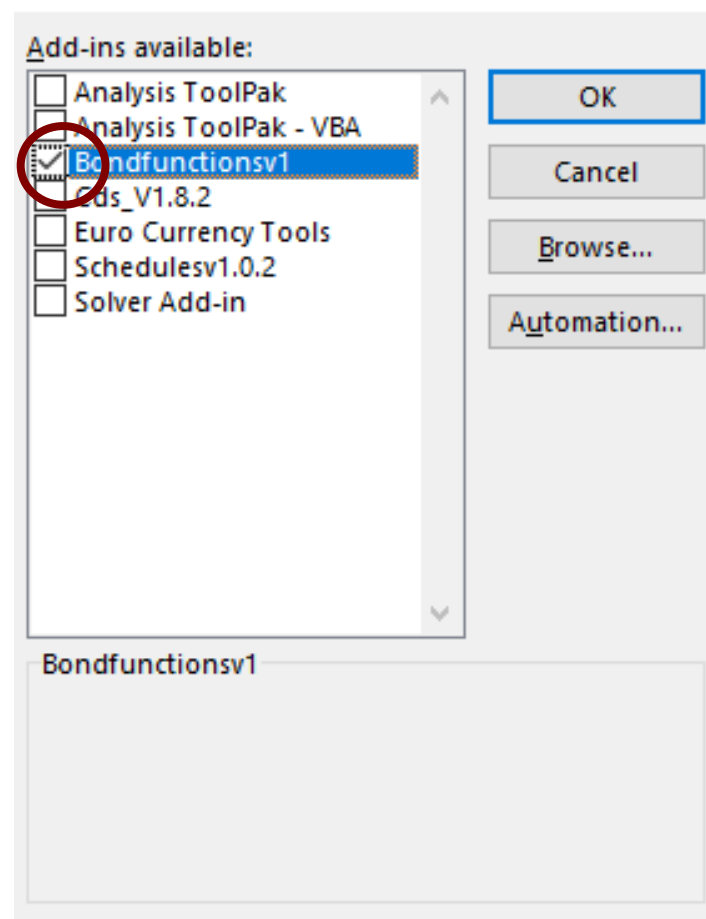 Add-ins available:
Analysis ToolPak
Analysis ToolPak - VBA
Bondfunctionsv1
Cds_V1.8.2
Euro Currency Tools
Schedulesv1.0.2
Solver Add-in
OK
Cancel
Browse...
Automation...
Bondfunctionsv1